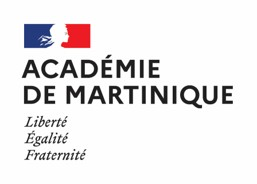 ACADÉMIE
DE MARTINIQUE
Liberté
Égalité
Fraternité